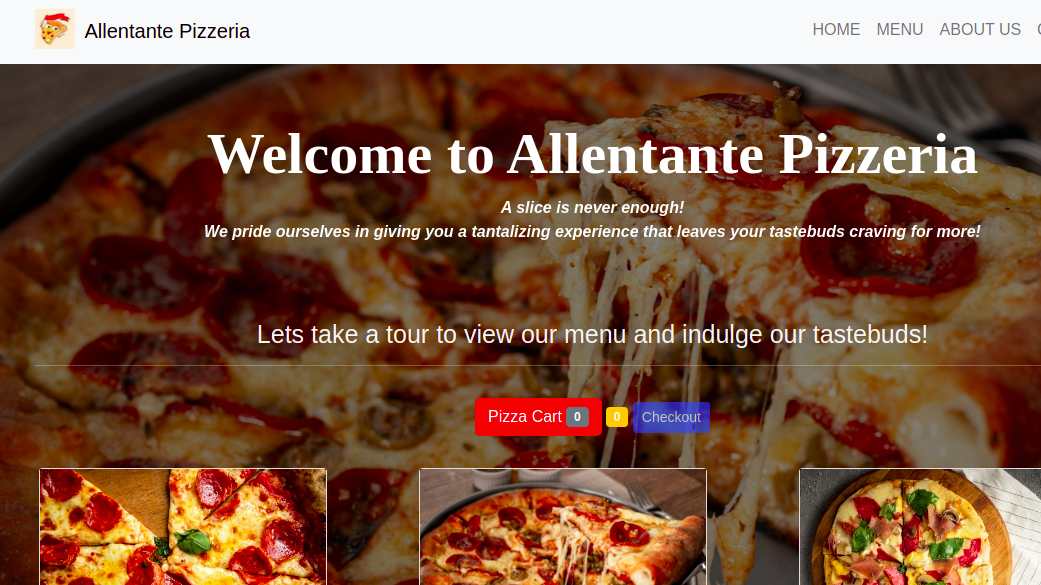 Allentante Pizzeria
HOME MENU ABOUT US
Welcome to Allentante Pizzeria
A slice is never enough!
We pride ourselves in giving you a tantalizing experience that leaves your tastebuds craving for more!
Lets take a tour to view our menu and indulge our tastebuds!
Pizza Cart 0 0 Checkout